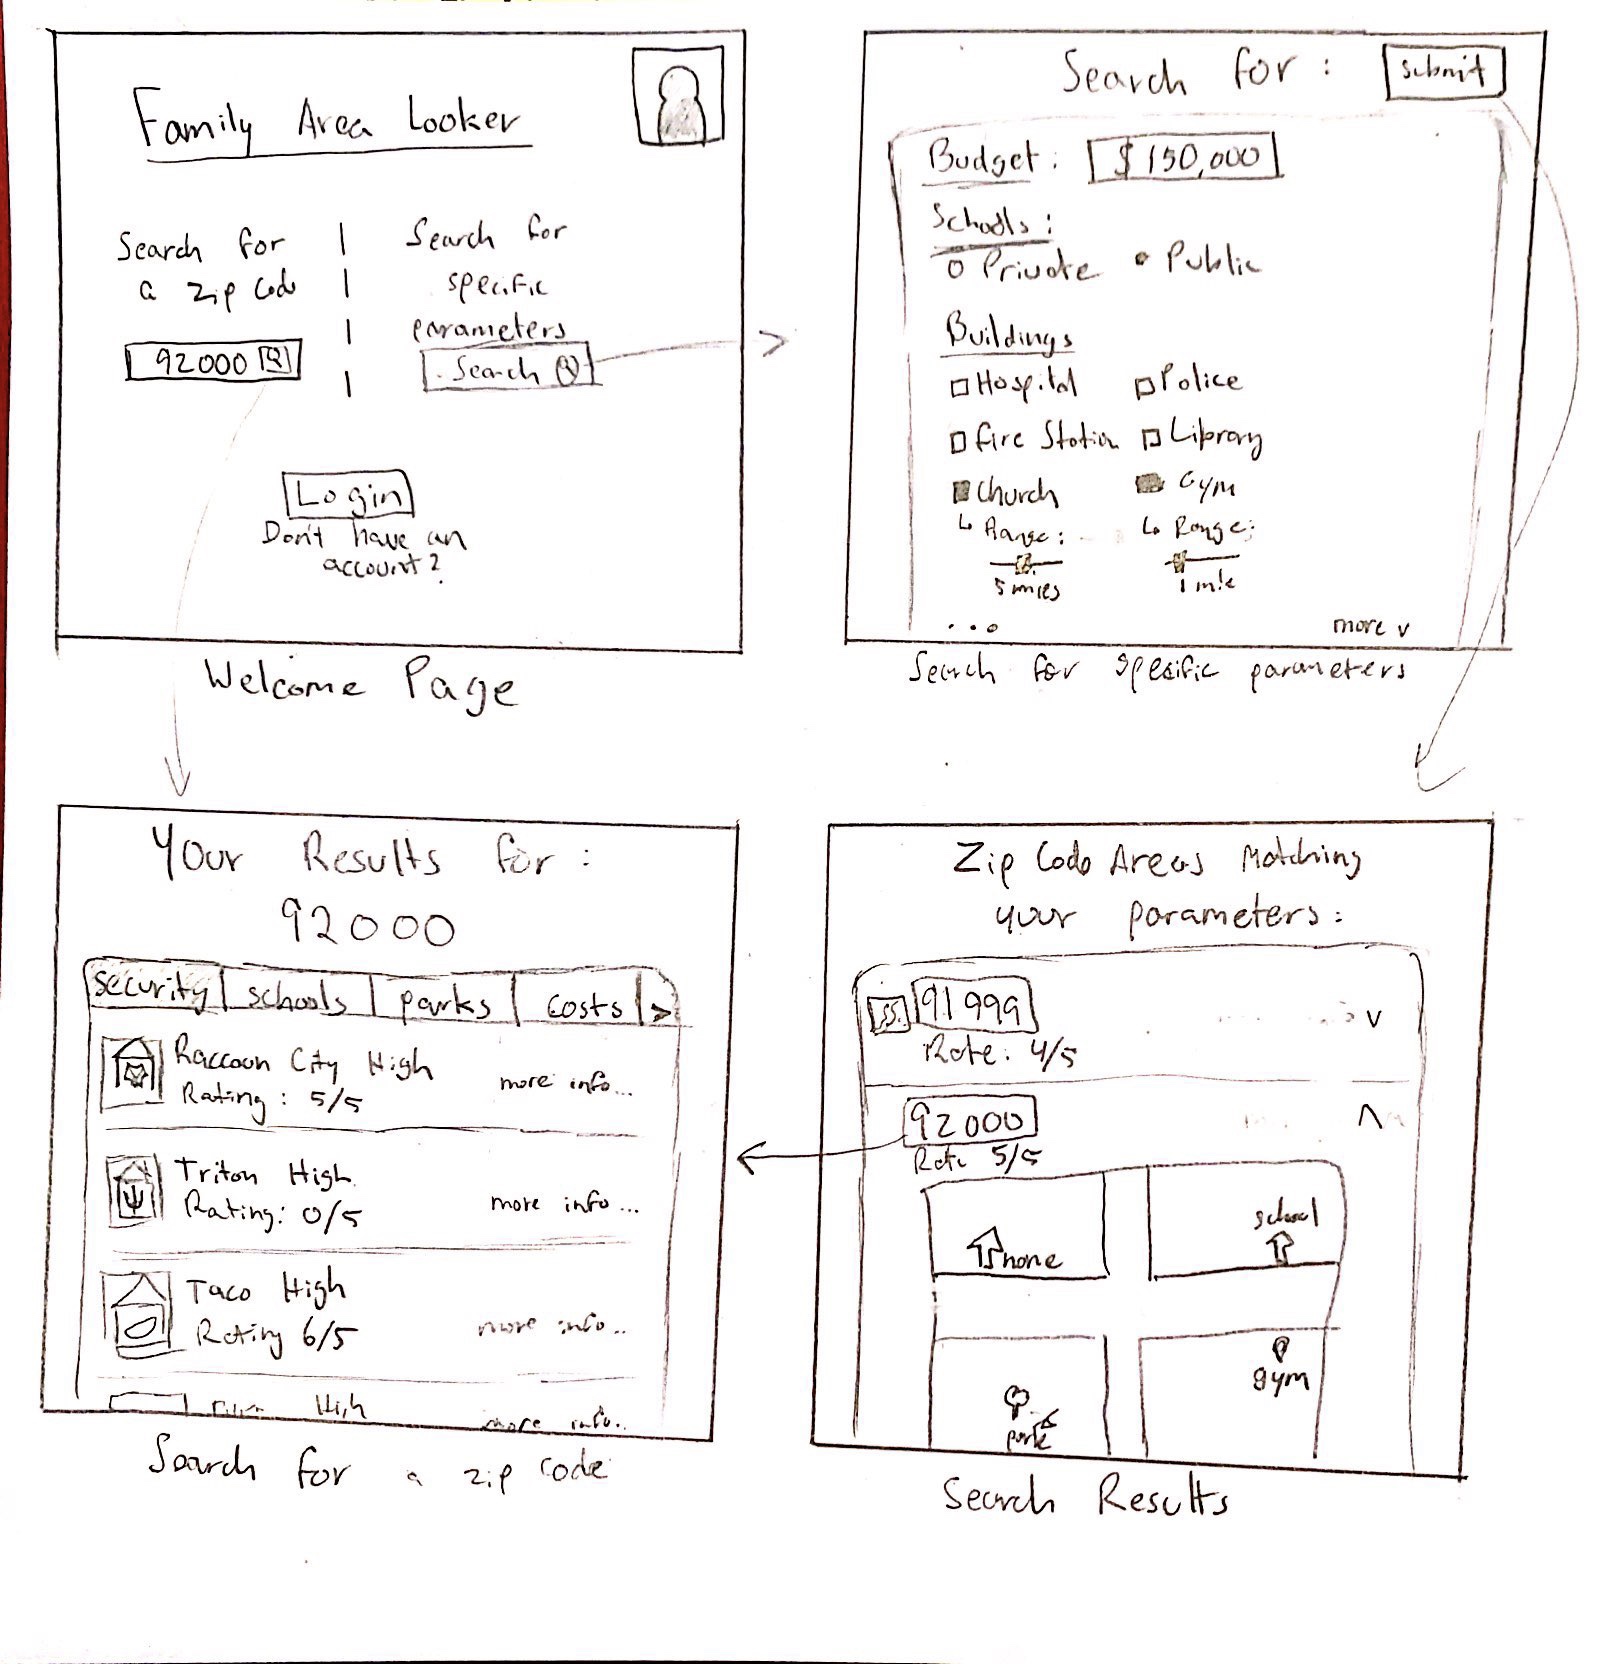 Family Area Looker
Search for
a zip code
92000
Search for
specific
parameters
Search
Login
Don't have an
account?
Welcome Page
Search for :
submit
Budget : $150,000
Schools :
Private Public
Buildings
Hospital Police
fire Station Library
Church Gym
Range : Range:
5 miles 1 mile
... more v
Search for specific parameters
Your Results for :
92000
security schools parks costs >
Raccoon City High
Rating : 5/5
more info...
Triton High
Rating: 0/5
more info...
Taco High
Rating 6/5
more info..
High
more info..
Search for a zip code
Zip Code Areas Matching
your parameters :
91999 v
Rate: 4/5
92000 ʌ
Rate 5/5
home
school
park
gym
Search Results